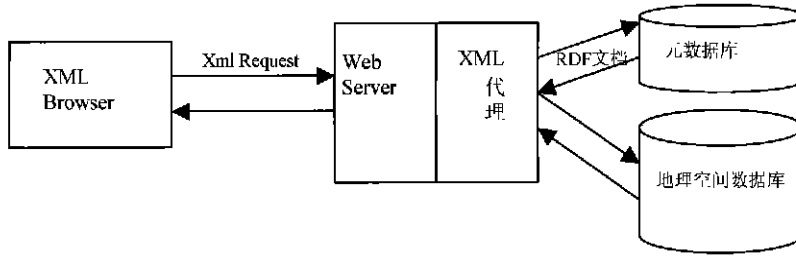 XML
Browser
Xml Request
Web
Server
XML
代
理
RDF文档
元数据库
地理空间数据库